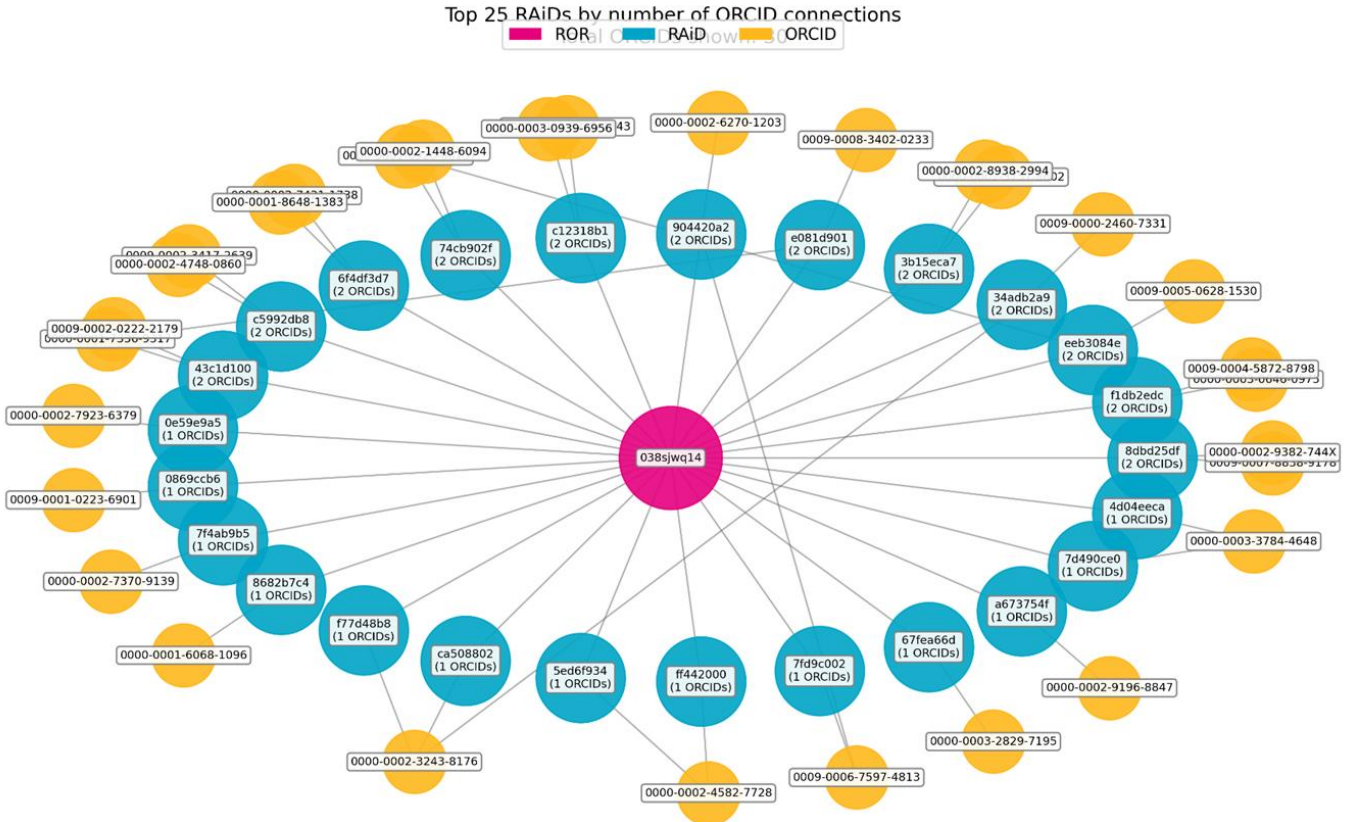 Top 25 RAiDs by number of ORCID connections
Total ORCIDs shown: 30
ROR RAiD ORCID
0000-0003-0939-6956
43
0000-0002-6270-1203
0009-0008-3402-0233
0000-0002-1448-6094
0000-0002-8938-2994
02
0000-0001-8648-1383
0009-0000-2460-7331
904420a2
(2 ORCIDs)
c12318b1
(2 ORCIDs)
e081d901
(2 ORCIDs)
74cb902f
(2 ORCIDs)
3b15eca7
(2 ORCIDs)
0000-0002-4748-0860
6f4df3d7
(2 ORCIDs)
34adb2a9
(2 ORCIDs)
0009-0005-0628-1530
c5992db8
(2 ORCIDs)
eeb3084e
(2 ORCIDs)
0009-0002-0222-2179
43c1d100
(2 ORCIDs)
0009-0004-5872-8798
f1db2edc
(2 ORCIDs)
0000-0002-7923-6379
0e59e9a5
(1 ORCIDs)
038sjwq14
8dbd25df
(2 ORCIDs)
0000-0002-9382-744X
0009-0001-0223-6901
0869ccb6
(1 ORCIDs)
4d04eeca
(1 ORCIDs)
0000-0003-3784-4648
7f4ab9b5
(1 ORCIDs)
7d490ce0
(1 ORCIDs)
0000-0002-7370-9139
8682b7c4
(1 ORCIDs)
a673754f
(1 ORCIDs)
f77d48b8
(1 ORCIDs)
67fea66d
(1 ORCIDs)
0000-0001-6068-1096
ca508802
(1 ORCIDs)
5ed6f934
(1 ORCIDs)
ff442000
(1 ORCIDs)
7fd9c002
(1 ORCIDs)
0000-0002-9196-8847
0000-0003-2829-7195
0000-0002-3243-8176
0009-0006-7597-4813
0000-0002-4582-7728